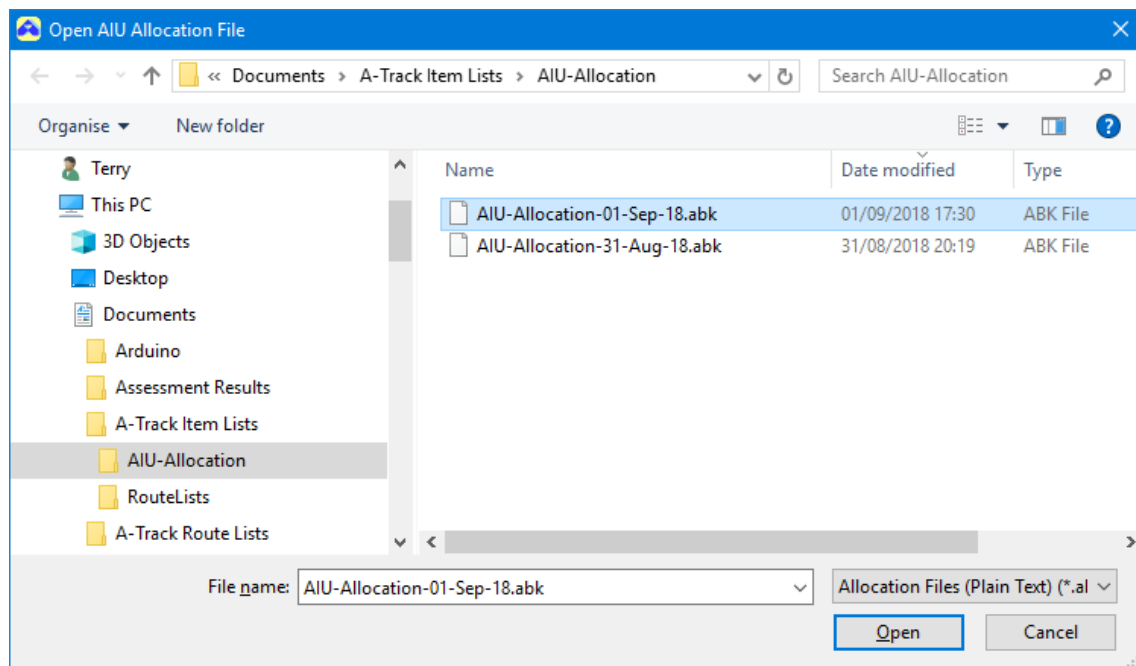 Open AIU Allocation File
« Documents › A-Track Item Lists › AIU-Allocation
Search AIU-Allocation
Organise New folder
?
Name Date modified Type
AIU-Allocation-01-Sep-18.abk 01/09/2018 17:30 ABK File
AIU-Allocation-31-Aug-18.abk 31/08/2018 20:19 ABK File
Terry
This PC
3D Objects
Desktop
Documents
Arduino
Assessment Results
A-Track Item Lists
AIU-Allocation
RouteLists
A-Track Route Lists
File name: AIU-Allocation-01-Sep-18.abk Allocation Files (Plain Text) (*.al
Open Cancel